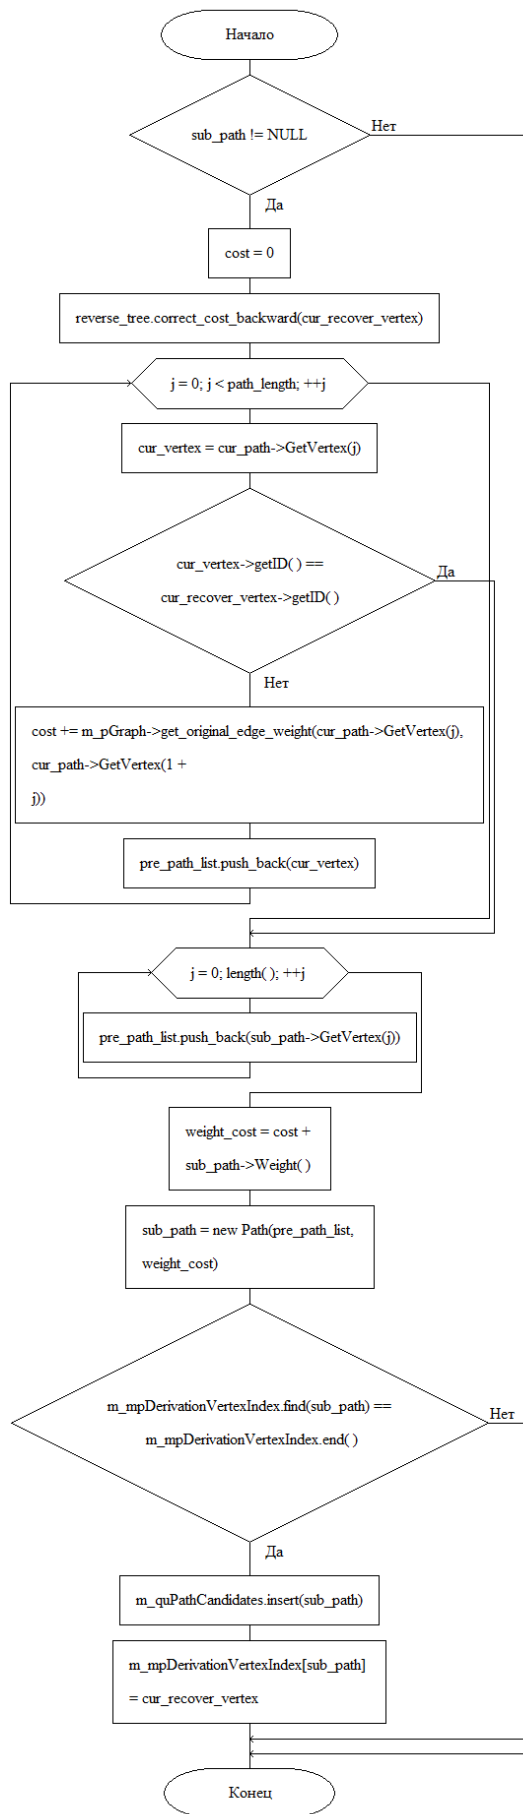 Начало
sub_path != NULL
Нет
Да
cost = 0
reverse_tree.correct_cost_backward(cur_recover_vertex)
j = 0; j < path_length; ++j
cur_vertex = cur_path->GetVertex(j)
cur_vertex->getID( ) ==
cur_recover_vertex->getID( )
Да
Нет
cost += m_pGraph->get_original_edge_weight(cur_path->GetVertex(j),
cur_path->GetVertex(1 +
j))
pre_path_list.push_back(cur_vertex)
j = 0; length( ); ++j
pre_path_list.push_back(sub_path->GetVertex(j))
weight_cost = cost +
sub_path->Weight( )
sub_path = new Path(pre_path_list,
weight_cost)
m_mpDerivationVertexIndex.find(sub_path) ==
m_mpDerivationVertexIndex.end( )
Нет
Да
m_quPathCandidates.insert(sub_path)
m_mpDerivationVertexIndex[sub_path]
= cur_recover_vertex
Конец